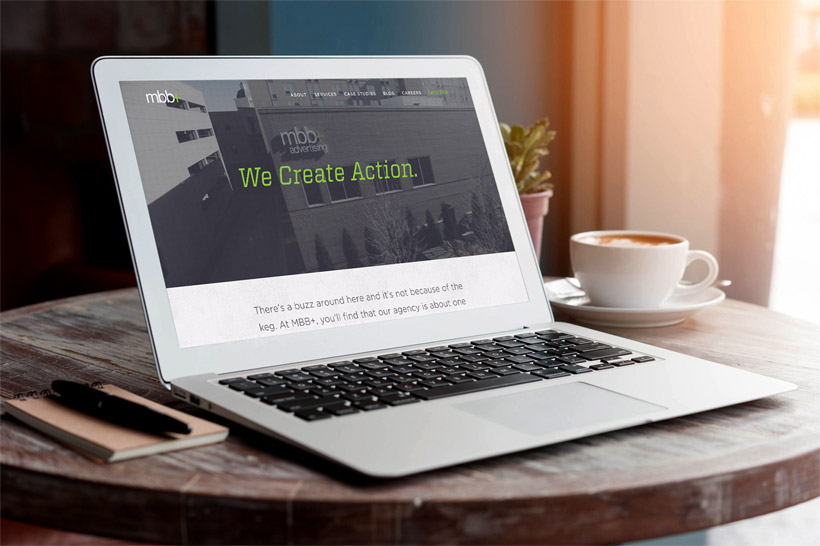 mbb+
ABOUT SERVICES CASE STUDIES BLOG CAREERS
mbb+
advertising
We Create Action.
There's a buzz around here and it's not because of the
keg. At MBB+, you'll find that our agency is about one